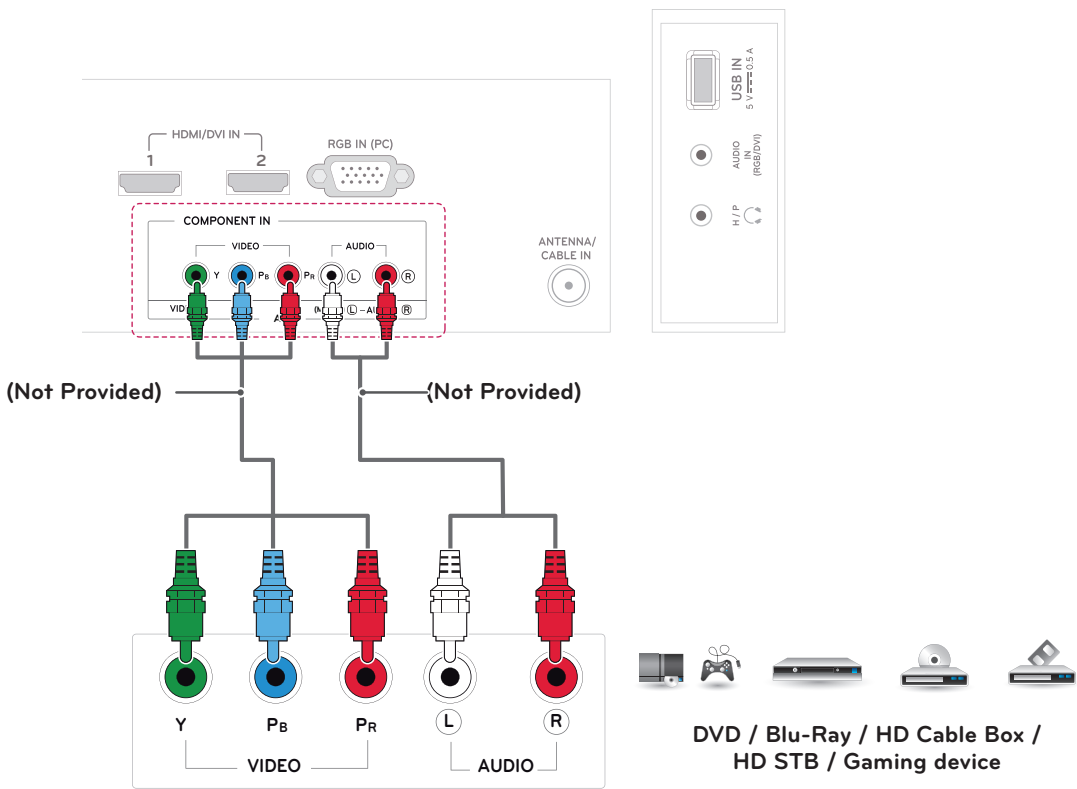 HDMI/DVI IN
1
2
RGB IN (PC)
COMPONENT IN
VIDEO
AUDIO
Y
PB
PR
L
R
VID
L
AU
R
ANTENNA/
CABLE IN
USB IN
5 V 0.5 A
AUDIO
IN
(RGB/DVI)
H / P
(Not Provided)
(Not Provided)
Y
PB
PR
L
R
VIDEO
AUDIO
DVD / Blu-Ray / HD Cable Box /
HD STB / Gaming device